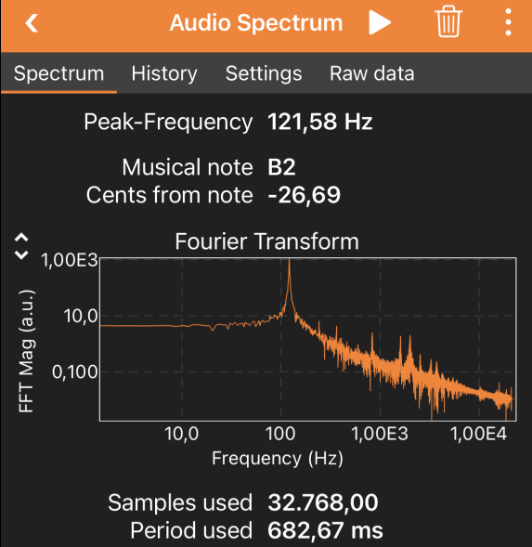 Audio Spectrum
Spectrum History Settings Raw data
Peak-Frequency 121,58 Hz
Musical note B2
Cents from note -26,69
Fourier Transform
1,00E3
10,0
0,100
FFT Mag (a.u.)
10,0 100 1,00E3 1,00E4
Frequency (Hz)
Samples used 32.768,00
Period used 682,67 ms